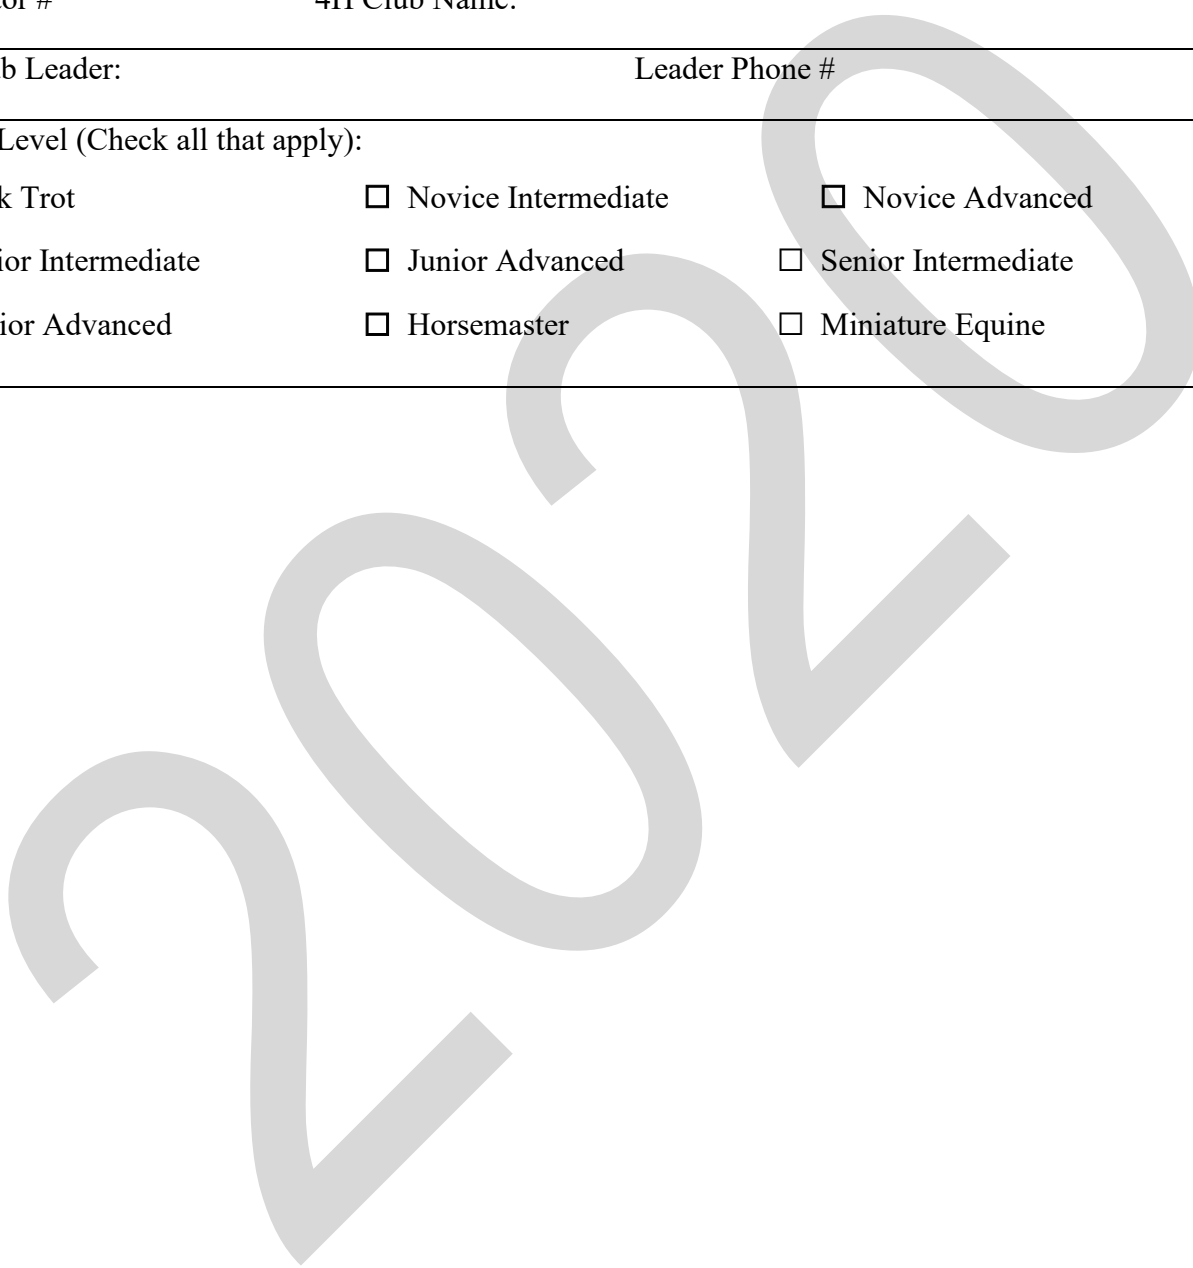 or # 4H Club Name:
b Leader: Leader Phone #
Level (Check all that apply):
k Trot ☐ Novice Intermediate ☐ Novice Advanced
ior Intermediate ☐ Junior Advanced ☐ Senior Intermediate
ior Advanced ☐ Horsemaster ☐ Miniature Equine
2020